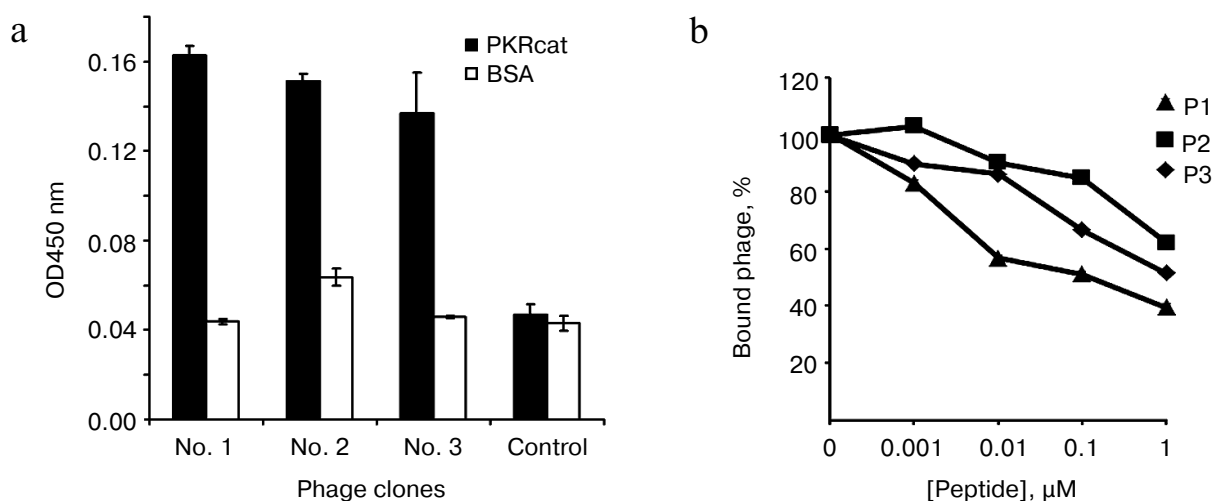 a
PKRcat
BSA
0.16
0.12
0.08
0.04
0.00
OD450 nm
No. 1 No. 2 No. 3 Control
Phage clones
b
P1
P2
P3
120
100
80
60
40
20
Bound phage, %
0 0.001 0.01 0.1 1
[Peptide], µM